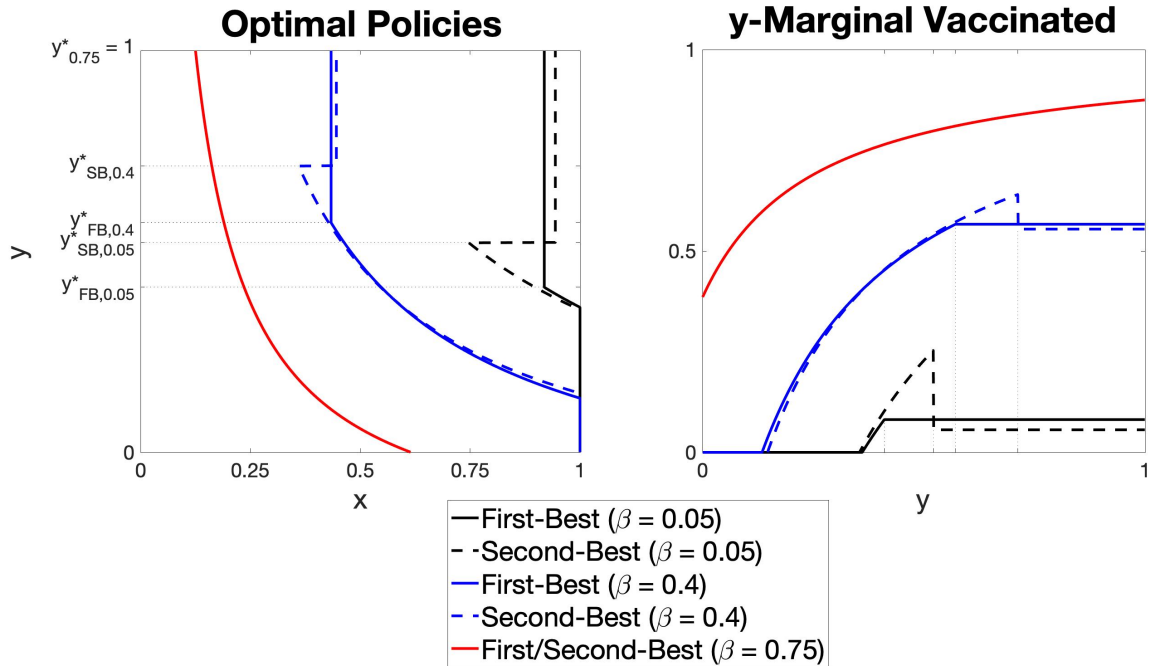 Optimal Policies
y*0.75 = 1
y*SB,0.4
y*FB,0.4
y*SB,0.05
y*FB,0.05
0
y
0
0.25
0.5
0.75
1
x
y-Marginal Vaccinated
1
0.5
0
0
1
y
First-Best (β = 0.05)
Second-Best (β = 0.05)
First-Best (β = 0.4)
Second-Best (β = 0.4)
First/Second-Best (β = 0.75)